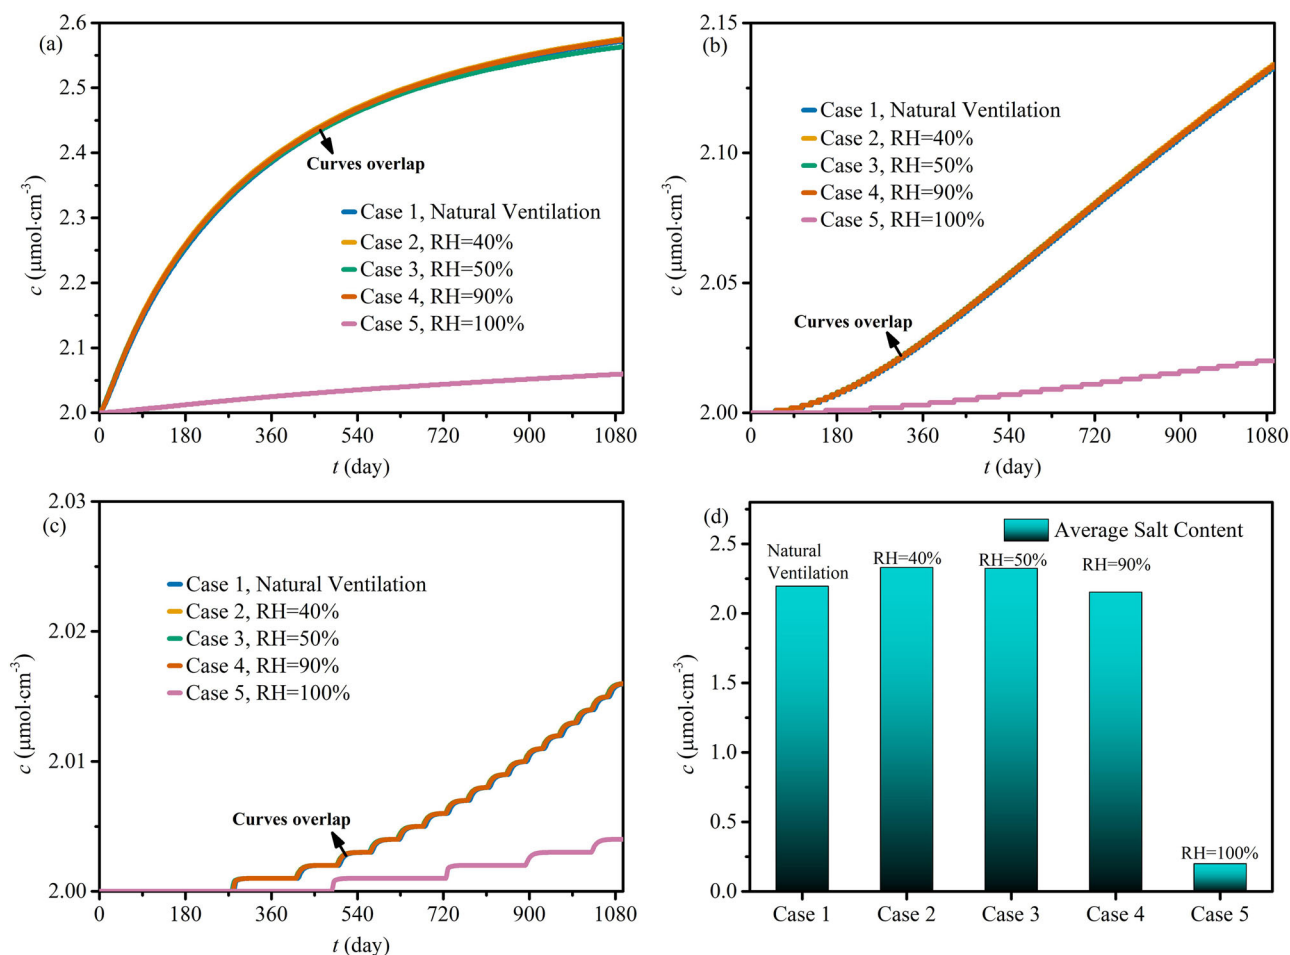 (a)
c (μmol·cm-3)
2.6
2.5
2.4
2.3
2.2
2.1
2.0
Curves overlap
Case 1, Natural Ventilation
Case 2, RH=40%
Case 3, RH=50%
Case 4, RH=90%
Case 5, RH=100%
0 180 360 540 720 900 1080
t (day)
(b)
c (μmol·cm-3)
2.15
2.10
2.05
2.00
Case 1, Natural Ventilation
Case 2, RH=40%
Case 3, RH=50%
Case 4, RH=90%
Case 5, RH=100%
Curves overlap
0 180 360 540 720 900 1080
t (day)
(c)
c (μmol·cm-3)
2.03
2.02
2.01
2.00
Case 1, Natural Ventilation
Case 2, RH=40%
Case 3, RH=50%
Case 4, RH=90%
Case 5, RH=100%
Curves overlap
0 180 360 540 720 900 1080
t (day)
(d)
c (μmol·cm-3)
2.5
2.0
1.5
1.0
0.5
0.0
Average Salt Content
Natural
Ventilation
RH=40%
RH=50%
RH=90%
RH=100%
Case 1 Case 2 Case 3 Case 4 Case 5